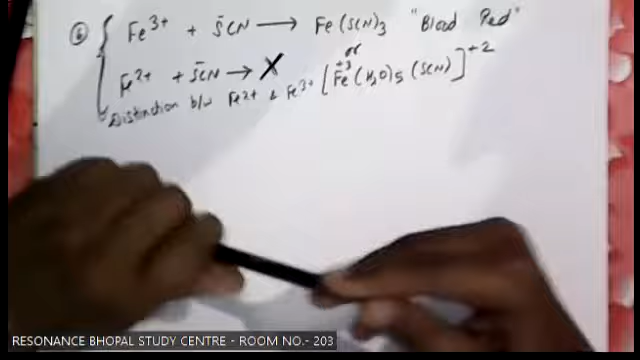 ⑥ { Fe³⁺ + S̄CN ⟶ Fe(SCN)₃ "Blood Red"
or
Fe²⁺ + S̄CN → X [Fe⁺³(H₂O)₅(SCN)]⁺²
Distinction b/w Fe²⁺ & Fe³⁺
RESONANCE BHOPAL STUDY CENTRE - ROOM NO.- 203